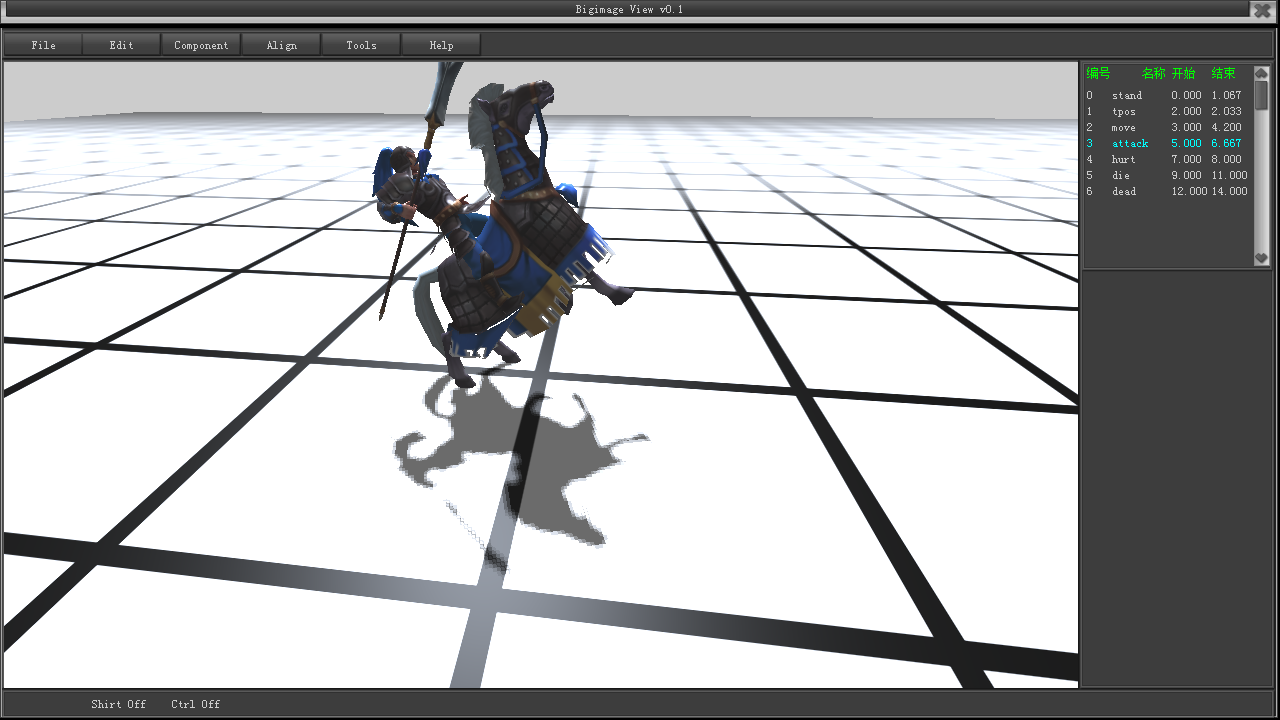 Bigimage View v0.1
File Edit Component Align Tools Help
编号 名称 开始 结束
0 stand 0.000 1.067
1 tpos 2.000 2.033
2 move 3.000 4.200
3 attack 5.000 6.667
4 hurt 7.000 8.000
5 die 9.000 11.000
6 dead 12.000 14.000
Shirt Off Ctrl Off